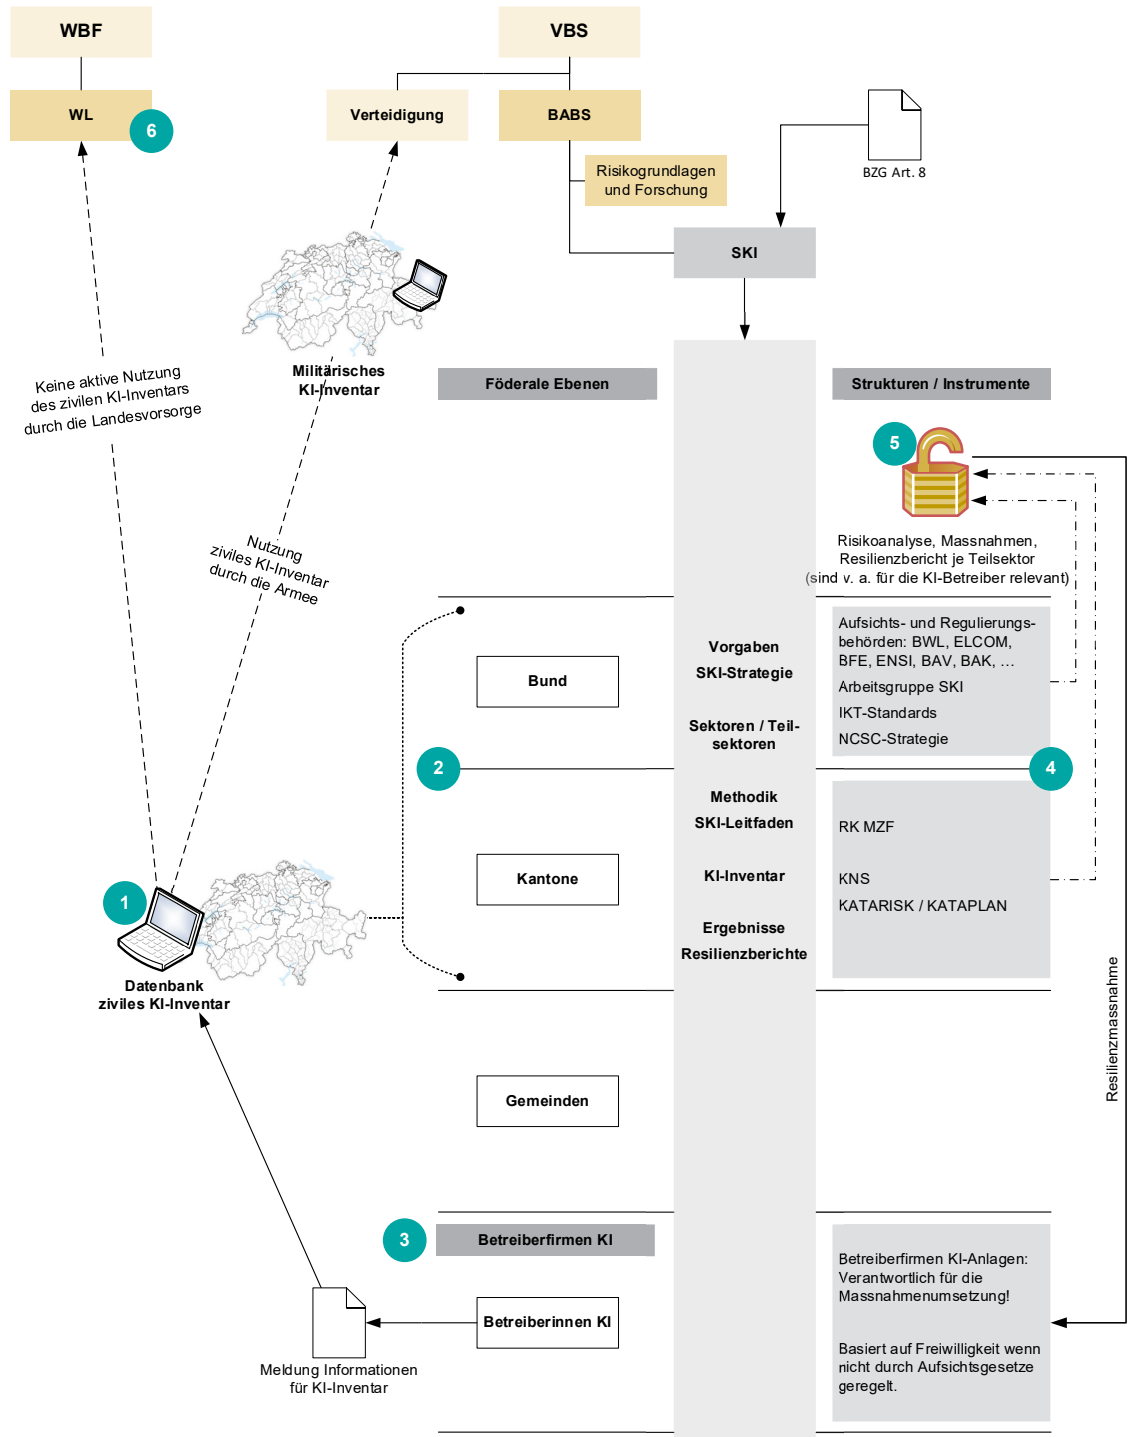 WBF
VBS
WL
6
Verteidigung
BABS
Risikogrundlagen
und Forschung
BZG Art. 8
SKI
Militärisches
KI-Inventar
Keine aktive Nutzung
des zivilen KI-Inventars
durch die Landesvorsorge
Föderale Ebenen
Strukturen / Instrumente
5
Risikoanalyse, Massnahmen,
Resilienzbericht je Teilsektor
(sind v. a. für die KI-Betreiber relevant)
Nutzung
ziviles KI-Inventar
durch die Armee
Bund
Vorgaben
SKI-Strategie
Sektoren / Teil-
sektoren
Aufsichts- und Regulierungs-
behörden: BWL, ELCOM,
BFE, ENSI, BAV, BAK, ...
Arbeitsgruppe SKI
IKT-Standards
NCSC-Strategie
2
4
Methodik
SKI-Leitfaden
KI-Inventar
Ergebnisse
Resilienzberichte
Kantone
RK MZF
KNS
KATARISK / KATAPLAN
1
Datenbank
ziviles KI-Inventar
Resilienzmassnahme
Gemeinden
3
Betreiberfirmen KI
Betreiberinnen KI
Meldung Informationen
für KI-Inventar
Betreiberfirmen KI-Anlagen:
Verantwortlich für die
Massnahmenumsetzung!
Basiert auf Freiwilligkeit wenn
nicht durch Aufsichtsgesetze
geregelt.